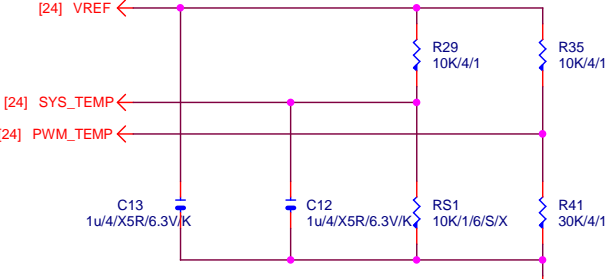 [24] VREF
R29
10K/4/1
R35
10K/4/1
[24] SYS_TEMP
[24] PWM_TEMP
C13
1u/4/X5R/6.3V/K
C12
1u/4/X5R/6.3V/K
RS1
10K/1/6/S/X
R41
30K/4/1